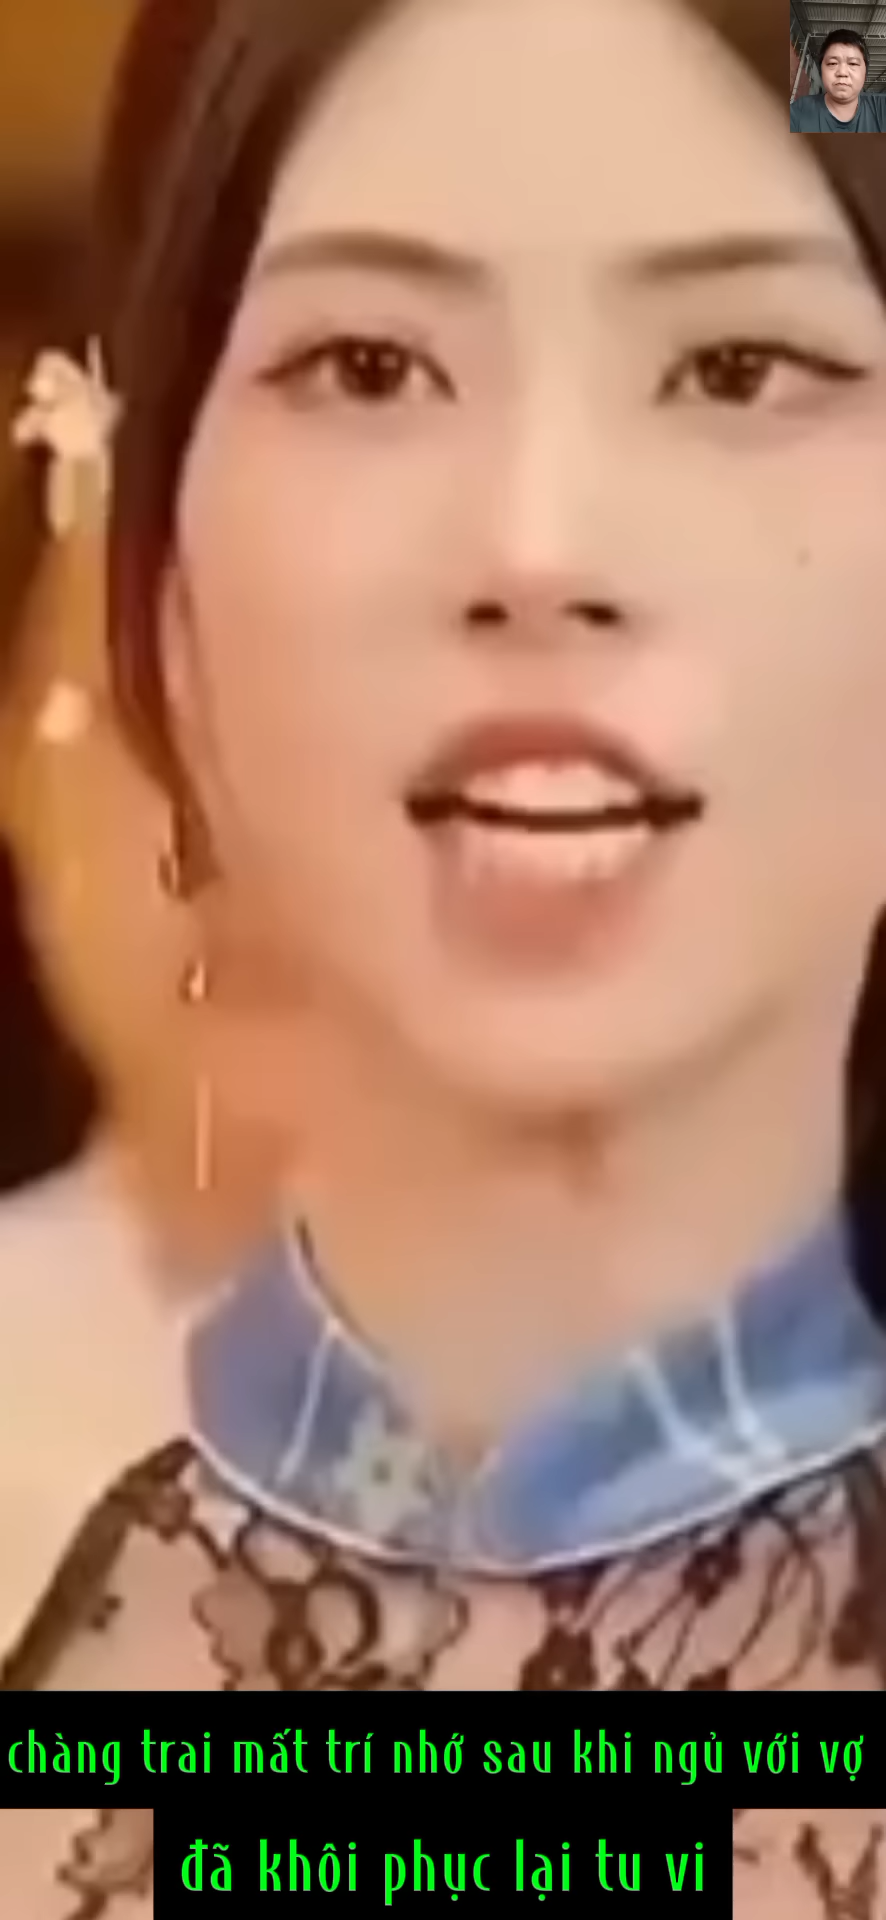 chàng trai mất trí nhớ sau khi ngủ với vợ
đã khôi phục lại tu vi